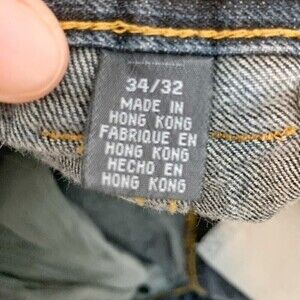 34/32
MADE IN
HONG KONG
FABRIQUE EN
HONG KONG
HECHO EN
HONG KONG